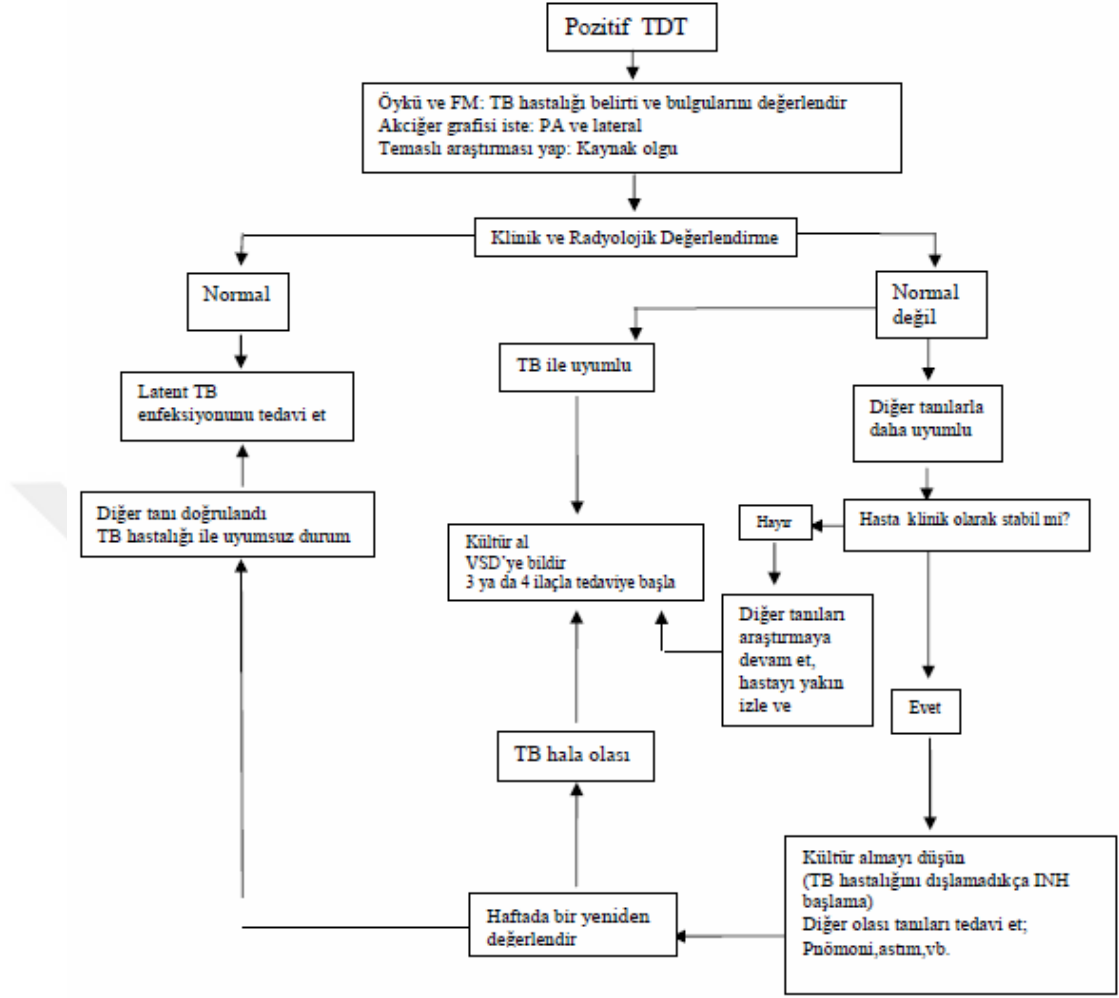 Pozitif TDT
Öykü ve FM: TB hastalığı belirti ve bulgularını değerlendir
Akciğer grafisi iste: PA ve lateral
Temaslı araştırması yap: Kaynak olgu
Klinik ve Radyolojik Değerlendirme
Normal
Normal
değil
TB ile uyumlu
Latent TB
enfeksiyonunu tedavi et
Diğer tanılarla
daha uyumlu
Diğer tanı doğrulandı
TB hastalığı ile uyumsuz durum
Hayır
Hasta klinik olarak stabil mi?
Kültür al
VSD'ye bildir
3 ya da 4 ilaçla tedaviye başla
Diğer tanıları
araştırmaya
devam et,
hastayı yakın
izle ve
Evet
TB hala olası
Kültür almayı düşün
(TB hastalığını dışlamadıkça INH
başlama)
Diğer olası tanıları tedavi et;
Pnömoni,astım,vb.
Haftada bir yeniden
değerlendir